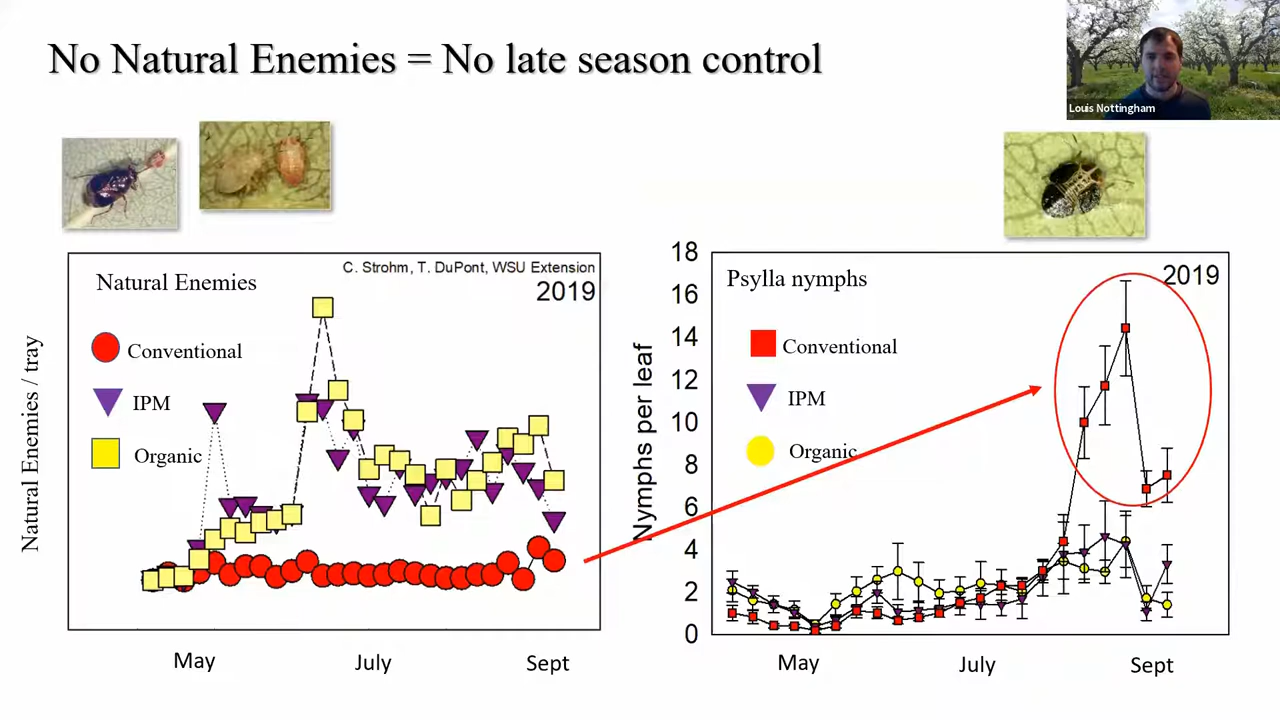 No Natural Enemies = No late season control
Louis Nottingham
C. Strohm, T. DuPont, WSU Extension
Natural Enemies
2019
Conventional
IPM
Organic
Natural Enemies / tray
May
July
Sept
18
16
14
12
10
8
6
4
2
0
Nymphs per leaf
Psylla nymphs
2019
Conventional
IPM
Organic
May
July
Sept